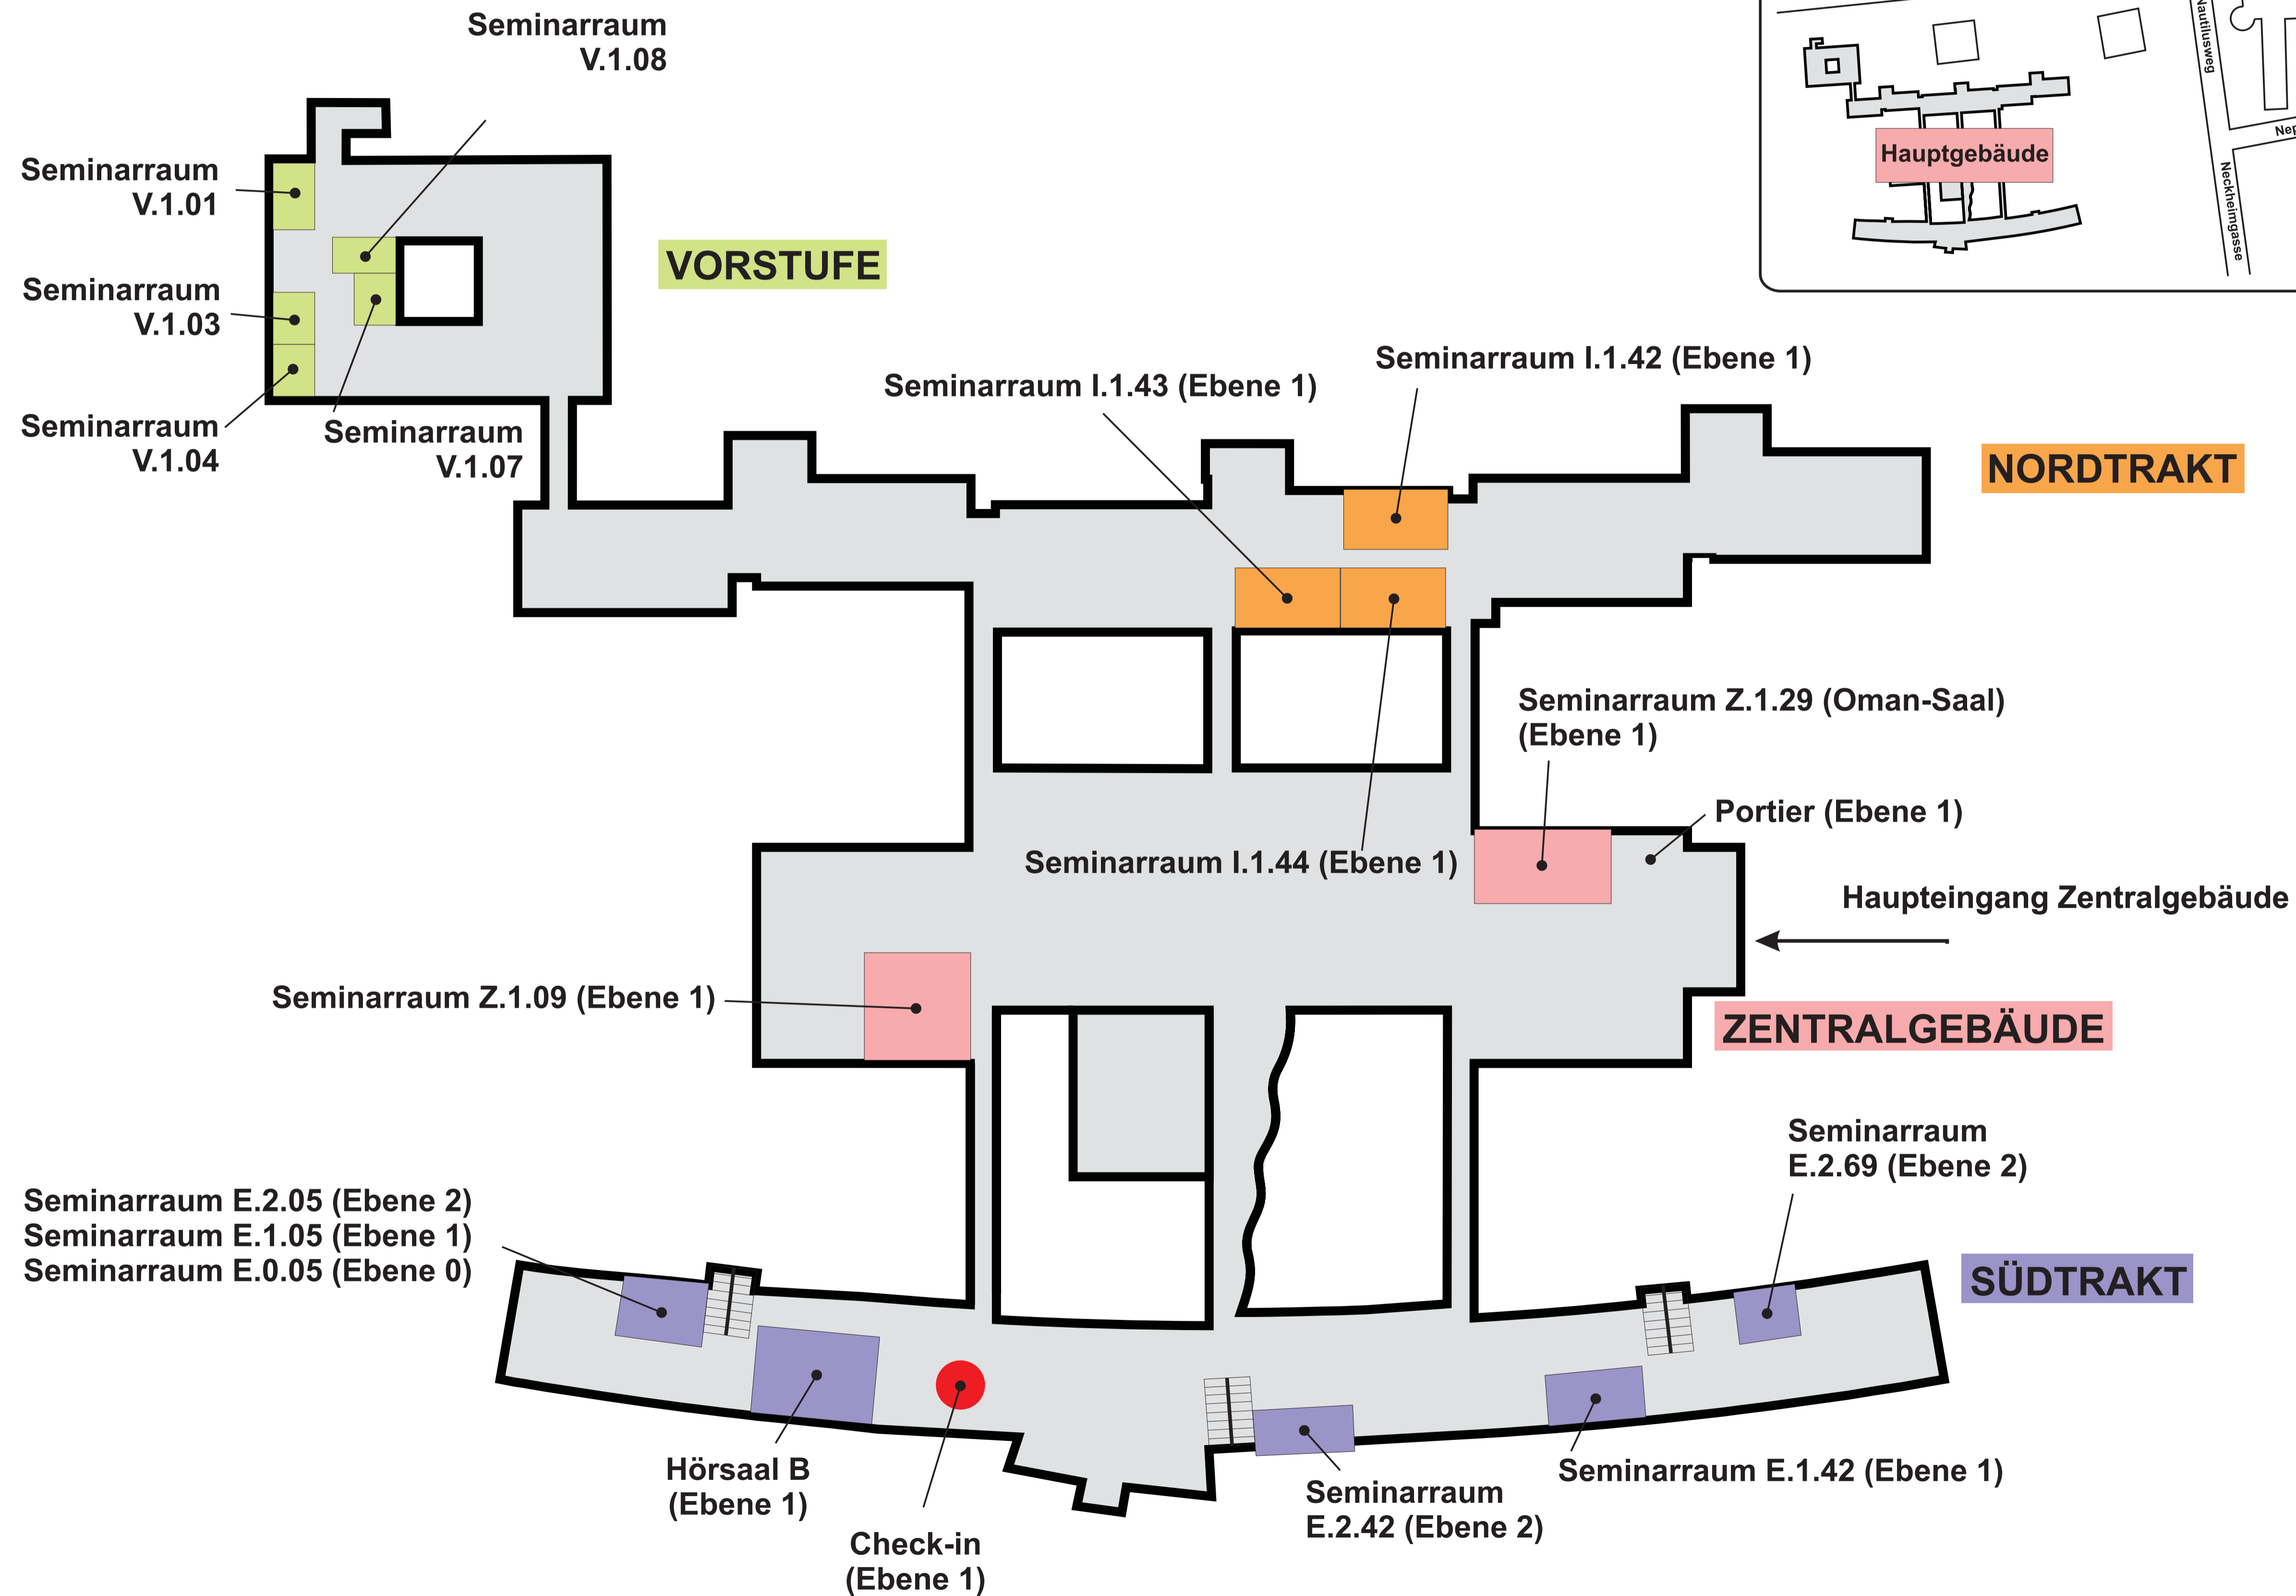 Seminarraum
V.1.08
Nautilusweg
Hauptgebäude
Neckheimgasse
Seminarraum
V.1.01
VORSTUFE
Seminarraum
V.1.03
Seminarraum
V.1.04
Seminarraum
V.1.07
Seminarraum I.1.43 (Ebene 1)
Seminarraum I.1.42 (Ebene 1)
NORDTRAKT
Seminarraum Z.1.29 (Oman-Saal)
(Ebene 1)
Portier (Ebene 1)
Seminarraum I.1.44 (Ebene 1)
Haupteingang Zentralgebäude
Seminarraum Z.1.09 (Ebene 1)
ZENTRALGEBÄUDE
Seminarraum
E.2.69 (Ebene 2)
Seminarraum E.2.05 (Ebene 2)
Seminarraum E.1.05 (Ebene 1)
Seminarraum E.0.05 (Ebene 0)
SÜDTRAKT
Hörsaal B
(Ebene 1)
Check-in
(Ebene 1)
Seminarraum
E.2.42 (Ebene 2)
Seminarraum E.1.42 (Ebene 1)